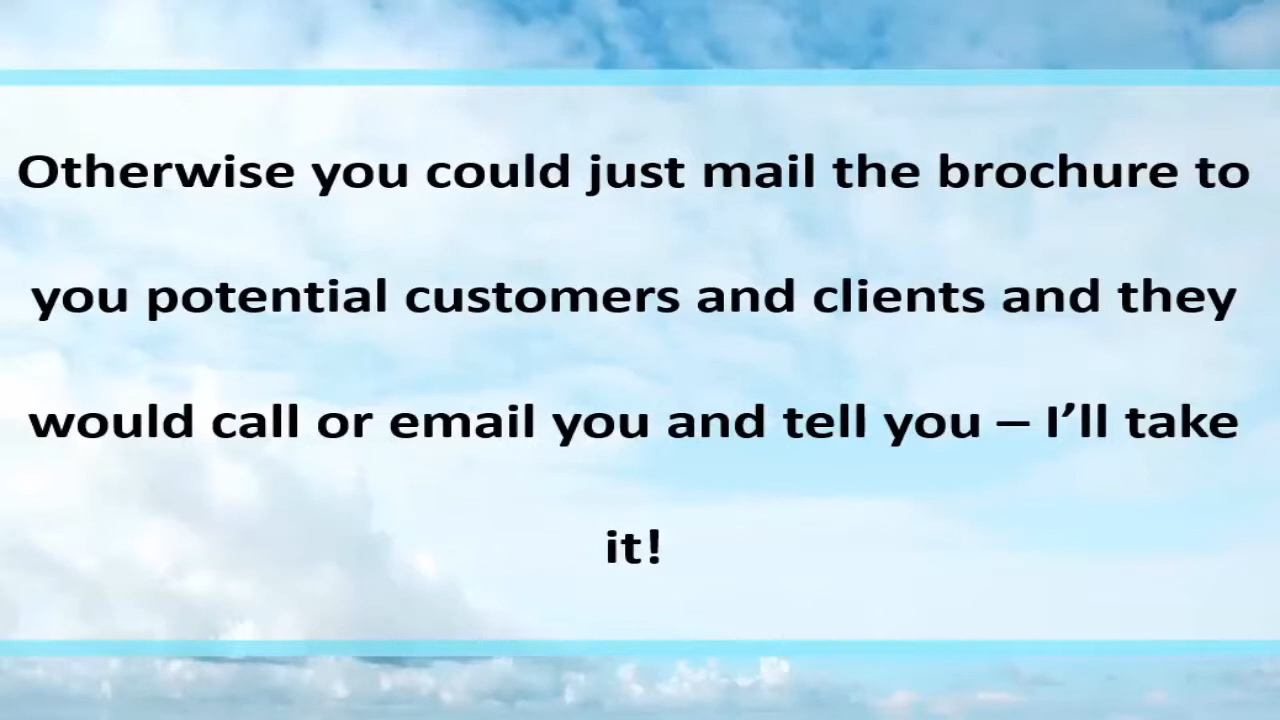 Otherwise you could just mail the brochure to
you potential customers and clients and they
would call or email you and tell you – I’ll take
it!